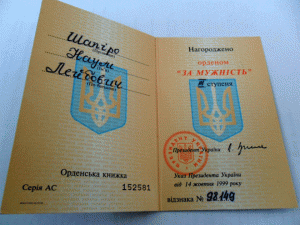 Шапіро
Наум
Лейбович
Орденська книжка
Серія АС 152581
Нагороджено
орденом
"ЗА МУЖНІСТЬ"
III ступеня
Президент України
Указ Президента України
від 14 жовтня 1999 року
відзнака № 98149